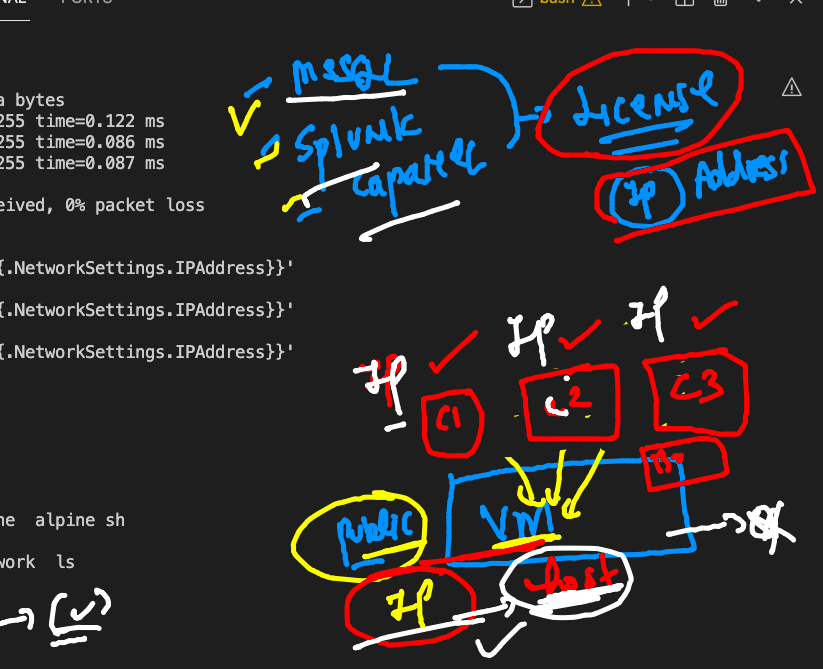 PORTS
bash
a bytes
255 time=0.122 ms
255 time=0.086 ms
255 time=0.087 ms
eived, 0% packet loss
{.NetworkSettings.IPAddress}}'
{.NetworkSettings.IPAddress}}'
{.NetworkSettings.IPAddress}}'
ne alpine sh
work ls
MSSQL
Splunk
License
IP Address
IP IP IP
C1 C2 C3
Public VM
IP host